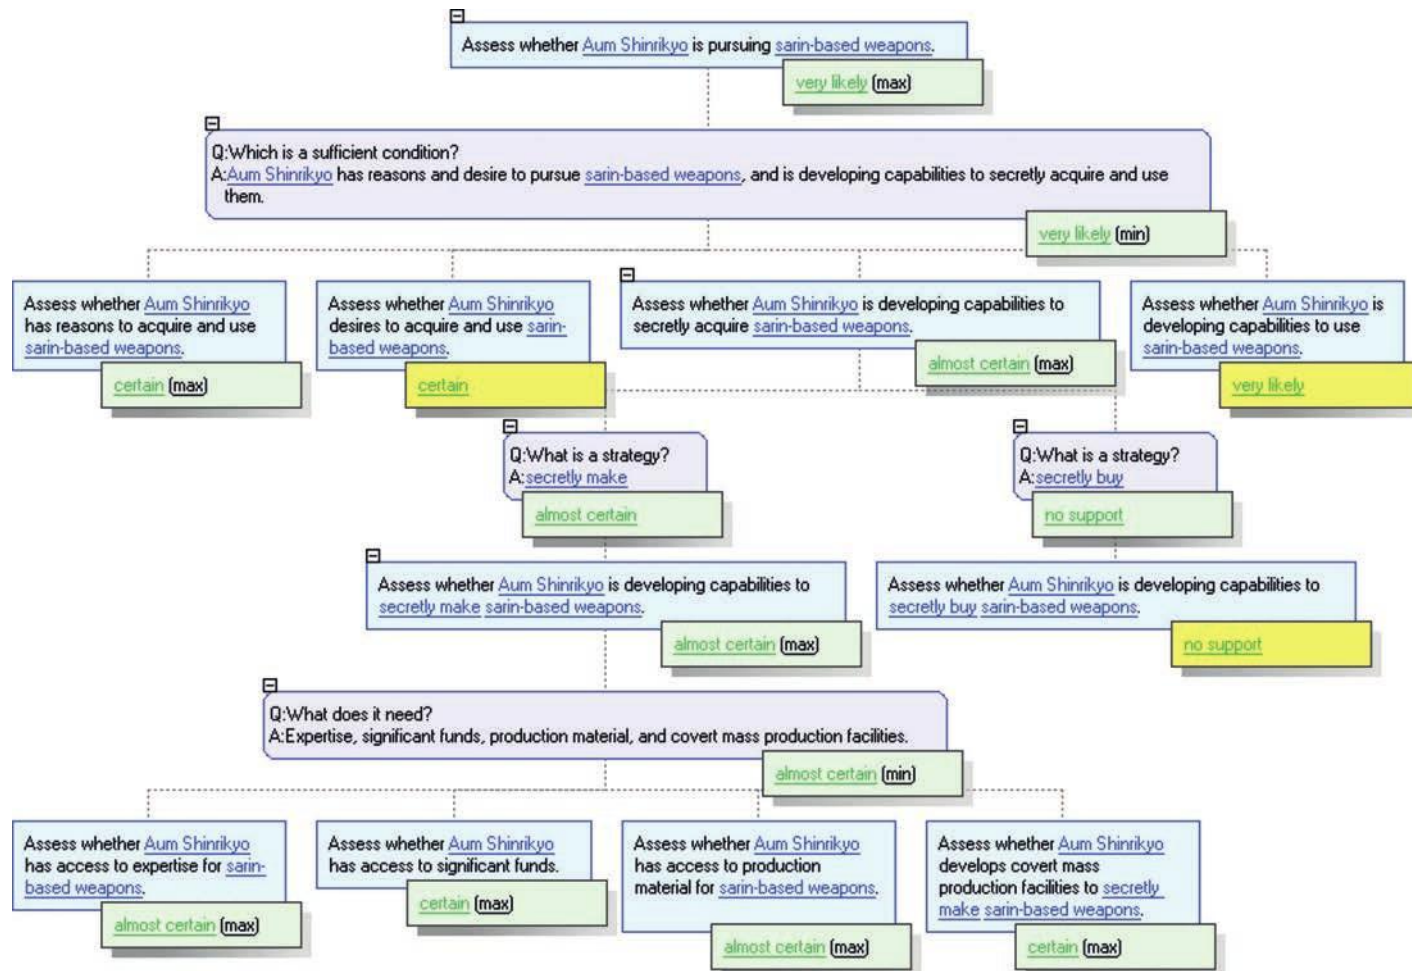 Assess whether Aum Shinrikyo is pursuing sarin-based weapons.
very likely (max)
Q:Which is a sufficient condition?
A:Aum Shinrikyo has reasons and desire to pursue sarin-based weapons, and is developing capabilities to secretly acquire and use
them.
very likely (min)
Assess whether Aum Shinrikyo
has reasons to acquire and use
sarin-based weapons.
certain (max)
Assess whether Aum Shinrikyo
desires to acquire and use sarin-
based weapons.
certain
Assess whether Aum Shinrikyo is developing capabilities to
secretly acquire sarin-based weapons.
almost certain (max)
Assess whether Aum Shinrikyo is
developing capabilities to use
sarin-based weapons.
very likely
Q:What is a strategy?
A:secretly make
almost certain
Q:What is a strategy?
A:secretly buy
no support
Assess whether Aum Shinrikyo is developing capabilities to
secretly make sarin-based weapons.
almost certain (max)
Assess whether Aum Shinrikyo is developing capabilities to
secretly buy sarin-based weapons.
no support
Q:What does it need?
A:Expertise, significant funds, production material, and covert mass production facilities.
almost certain (min)
Assess whether Aum Shinrikyo
has access to expertise for sarin-
based weapons.
almost certain (max)
Assess whether Aum Shinrikyo
has access to significant funds.
certain (max)
Assess whether Aum Shinrikyo
has access to production
material for sarin-based weapons.
almost certain (max)
Assess whether Aum Shinrikyo
develops covert mass
production facilities to secretly
make sarin-based weapons.
certain (max)